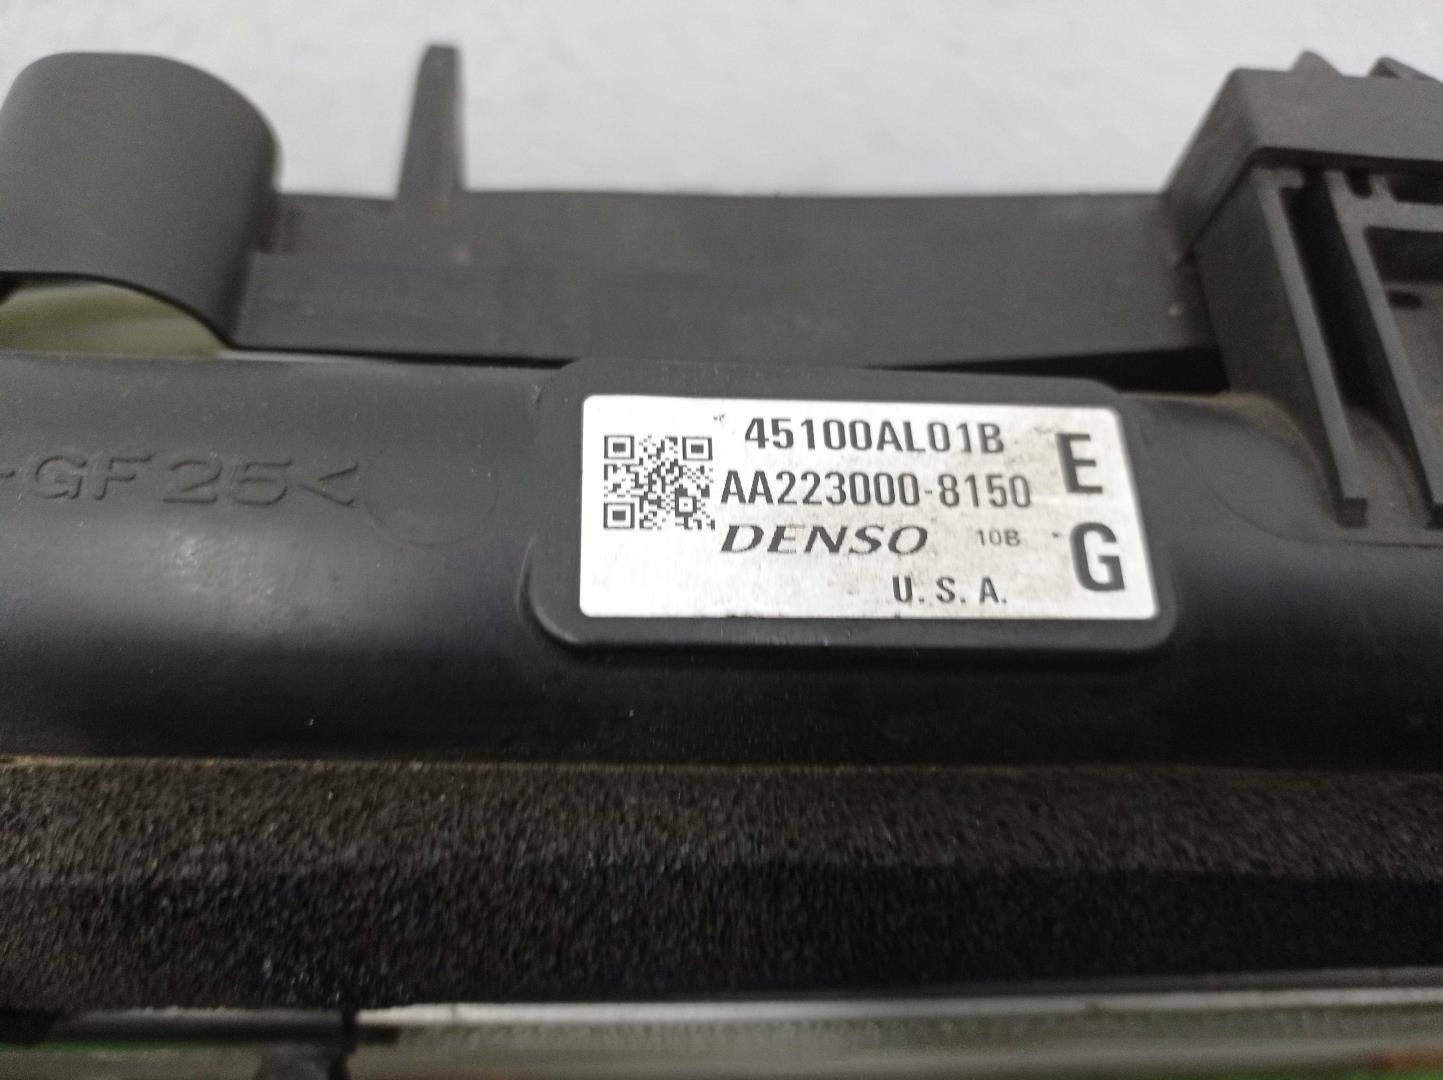 -GF25<
45100AL01B
E
AA223000-8150
DENSO 10B
G
U.S.A.